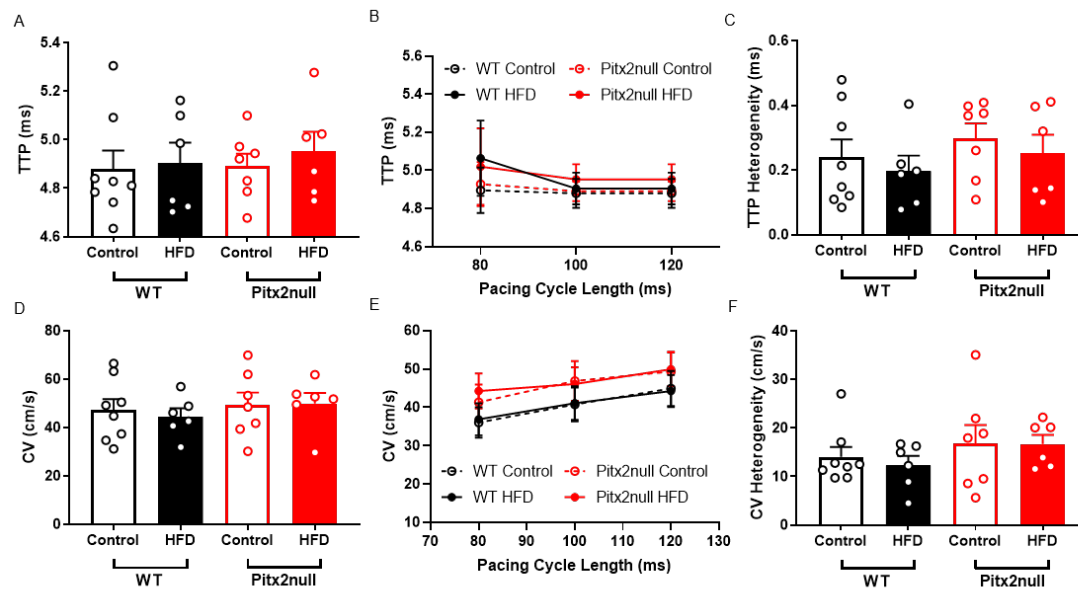 A
TTP (ms)
5.4
5.2
5.0
4.8
4.6
Control
HFD
Control
HFD
WT
Pitx2null
B
TTP (ms)
5.6
5.4
5.2
5.0
4.8
4.6
WT Control
Pitx2null Control
WT HFD
Pitx2null HFD
80
100
120
Pacing Cycle Length (ms)
C
TTP Heterogeneity (ms)
0.6
0.4
0.2
0.0
Control
HFD
Control
HFD
WT
Pitx2null
D
CV (cm/s)
80
60
40
20
0
Control
HFD
Control
HFD
WT
Pitx2null
E
CV (cm/s)
60
50
40
30
20
10
WT Control
Pitx2null Control
WT HFD
Pitx2null HFD
70
80
90
100
110
120
130
Pacing Cycle Length (ms)
F
CV Heterogeneity (cm/s)
40
30
20
10
0
Control
HFD
Control
HFD
WT
Pitx2null